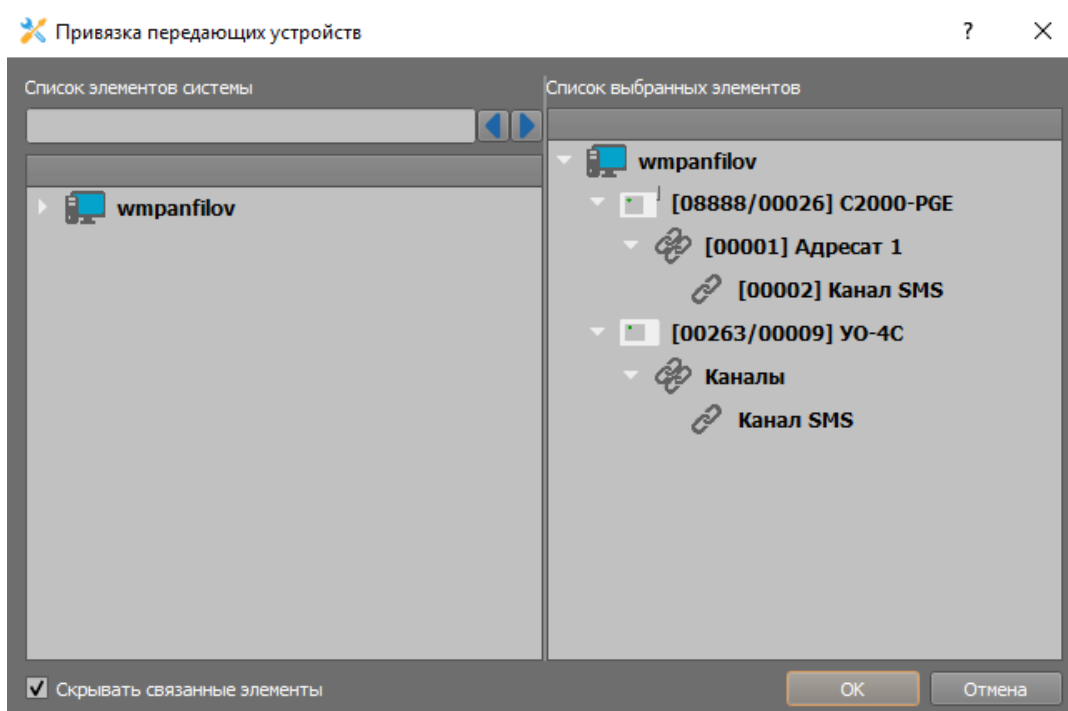 Привязка передающих устройств
?
Список элементов системы
wmpanfilov
Список выбранных элементов
wmpanfilov
[08888/00026] С2000-PGE
[00001] Адресат 1
[00002] Канал SMS
[00263/00009] УО-4С
Каналы
Канал SMS
Скрывать связанные элементы
OK
Отмена